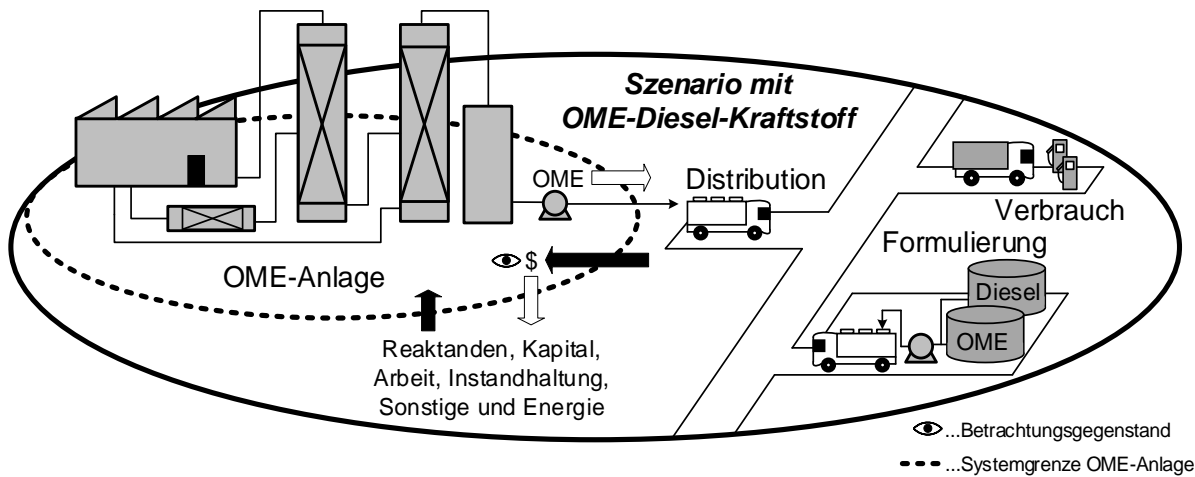 Szenario mit
OME-Diesel-Kraftstoff
OME
Distribution
Verbrauch
Formulierung
Diesel
OME
OME-Anlage
$
Reaktanden, Kapital,
Arbeit, Instandhaltung,
Sonstige und Energie
...Betrachtungsgegenstand
...Systemgrenze OME-Anlage